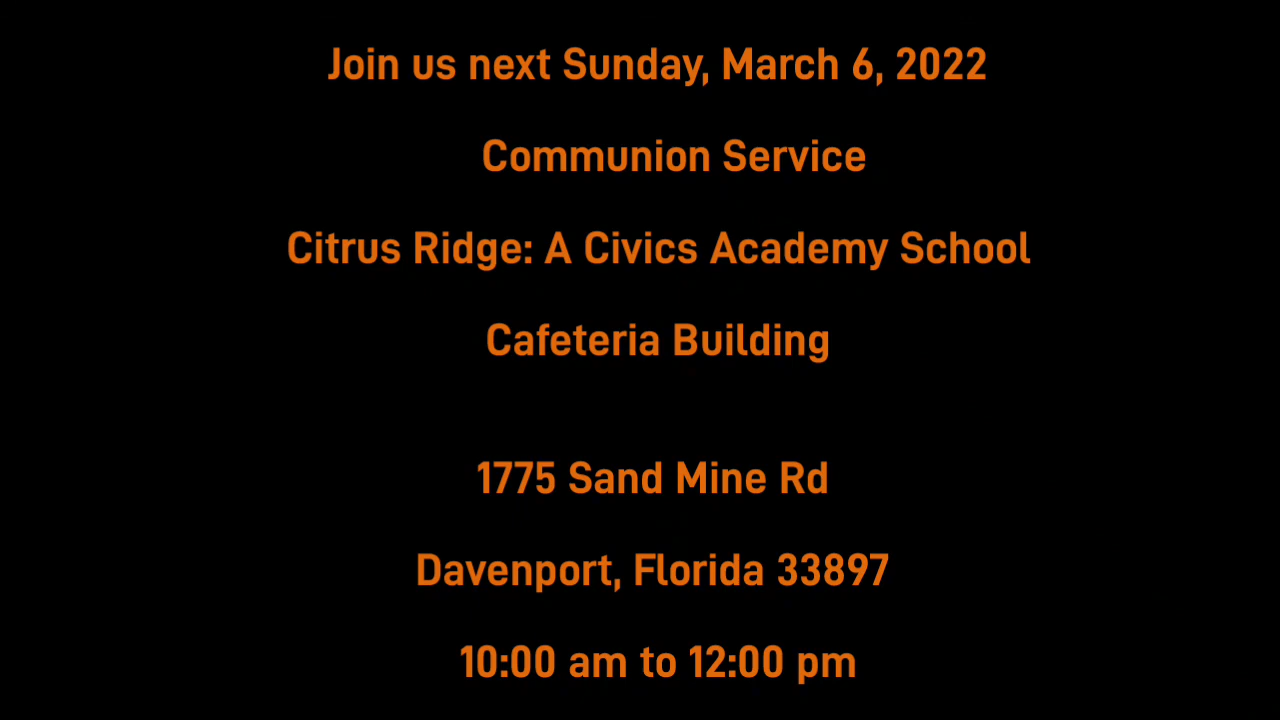 Join us next Sunday, March 6, 2022
Communion Service
Citrus Ridge: A Civics Academy School
Cafeteria Building
1775 Sand Mine Rd
Davenport, Florida 33897
10:00 am to 12:00 pm